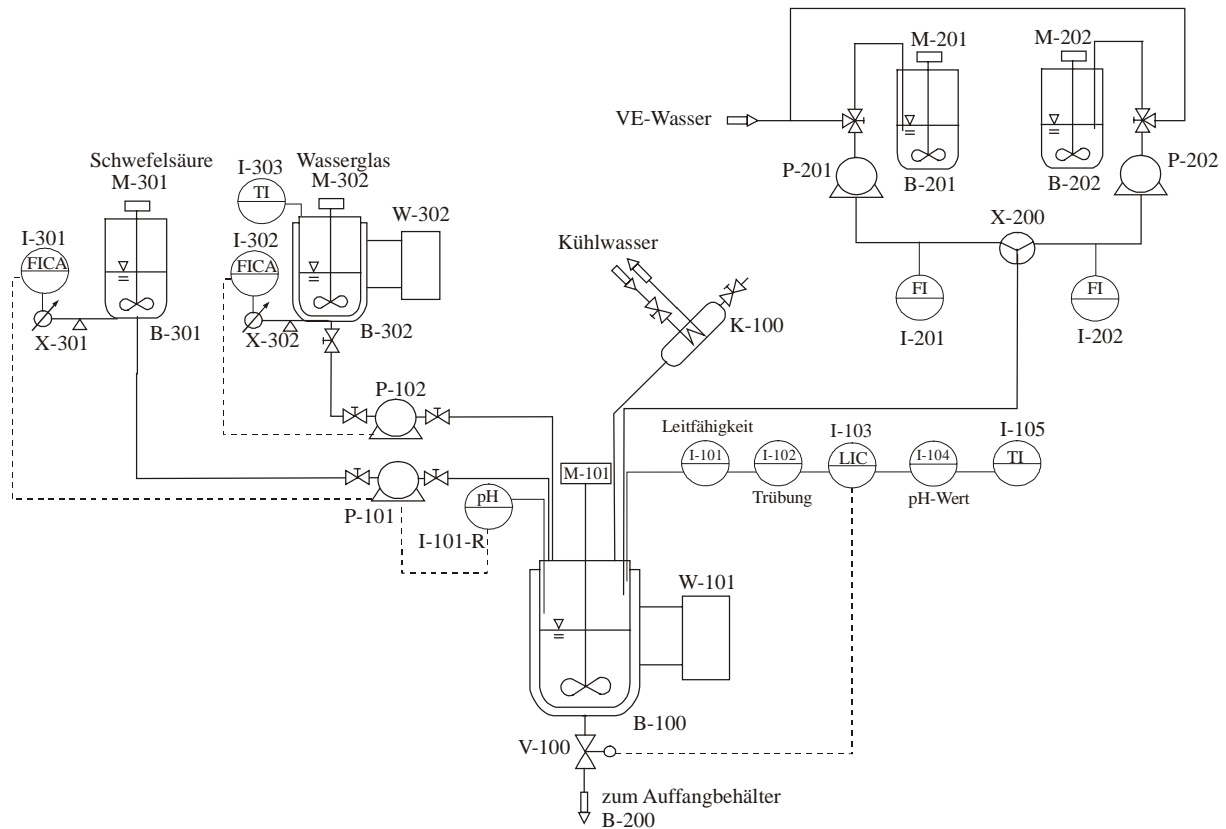 M-201
M-202
VE-Wasser
P-201
B-201
B-202
P-202
X-200
FI
I-201
FI
I-202
Schwefelsäure
M-301
I-303
TI
Wasserglas
M-302
W-302
I-301
FICA
I-302
FICA
X-301
B-301
X-302
B-302
Kühlwasser
K-100
P-102
Leitfähigkeit
I-101
I-102
Trübung
I-103
LIC
I-104
pH-Wert
I-105
TI
M-101
P-101
pH
I-101-R
W-101
B-100
V-100
zum Auffangbehälter
B-200